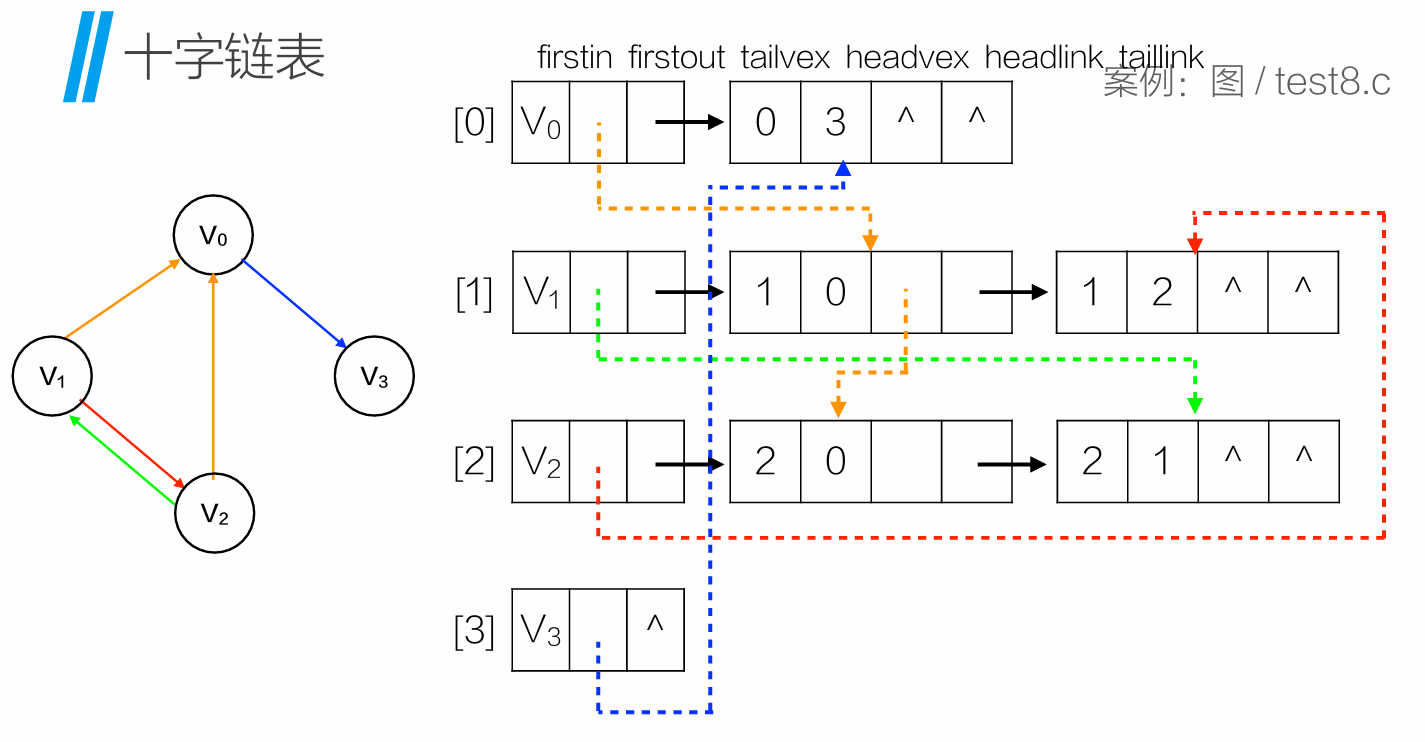 十字链表
firstin firstout tailvex headvex headlink taillink
案例：图 / test8.c
[0] V₀ 0 3 ^ ^
V₀
[1] V₁ 1 0 1 2 ^ ^
V₁ V₃
[2] V₂ 2 0 2 1 ^ ^
V₂
[3] V₃ ^